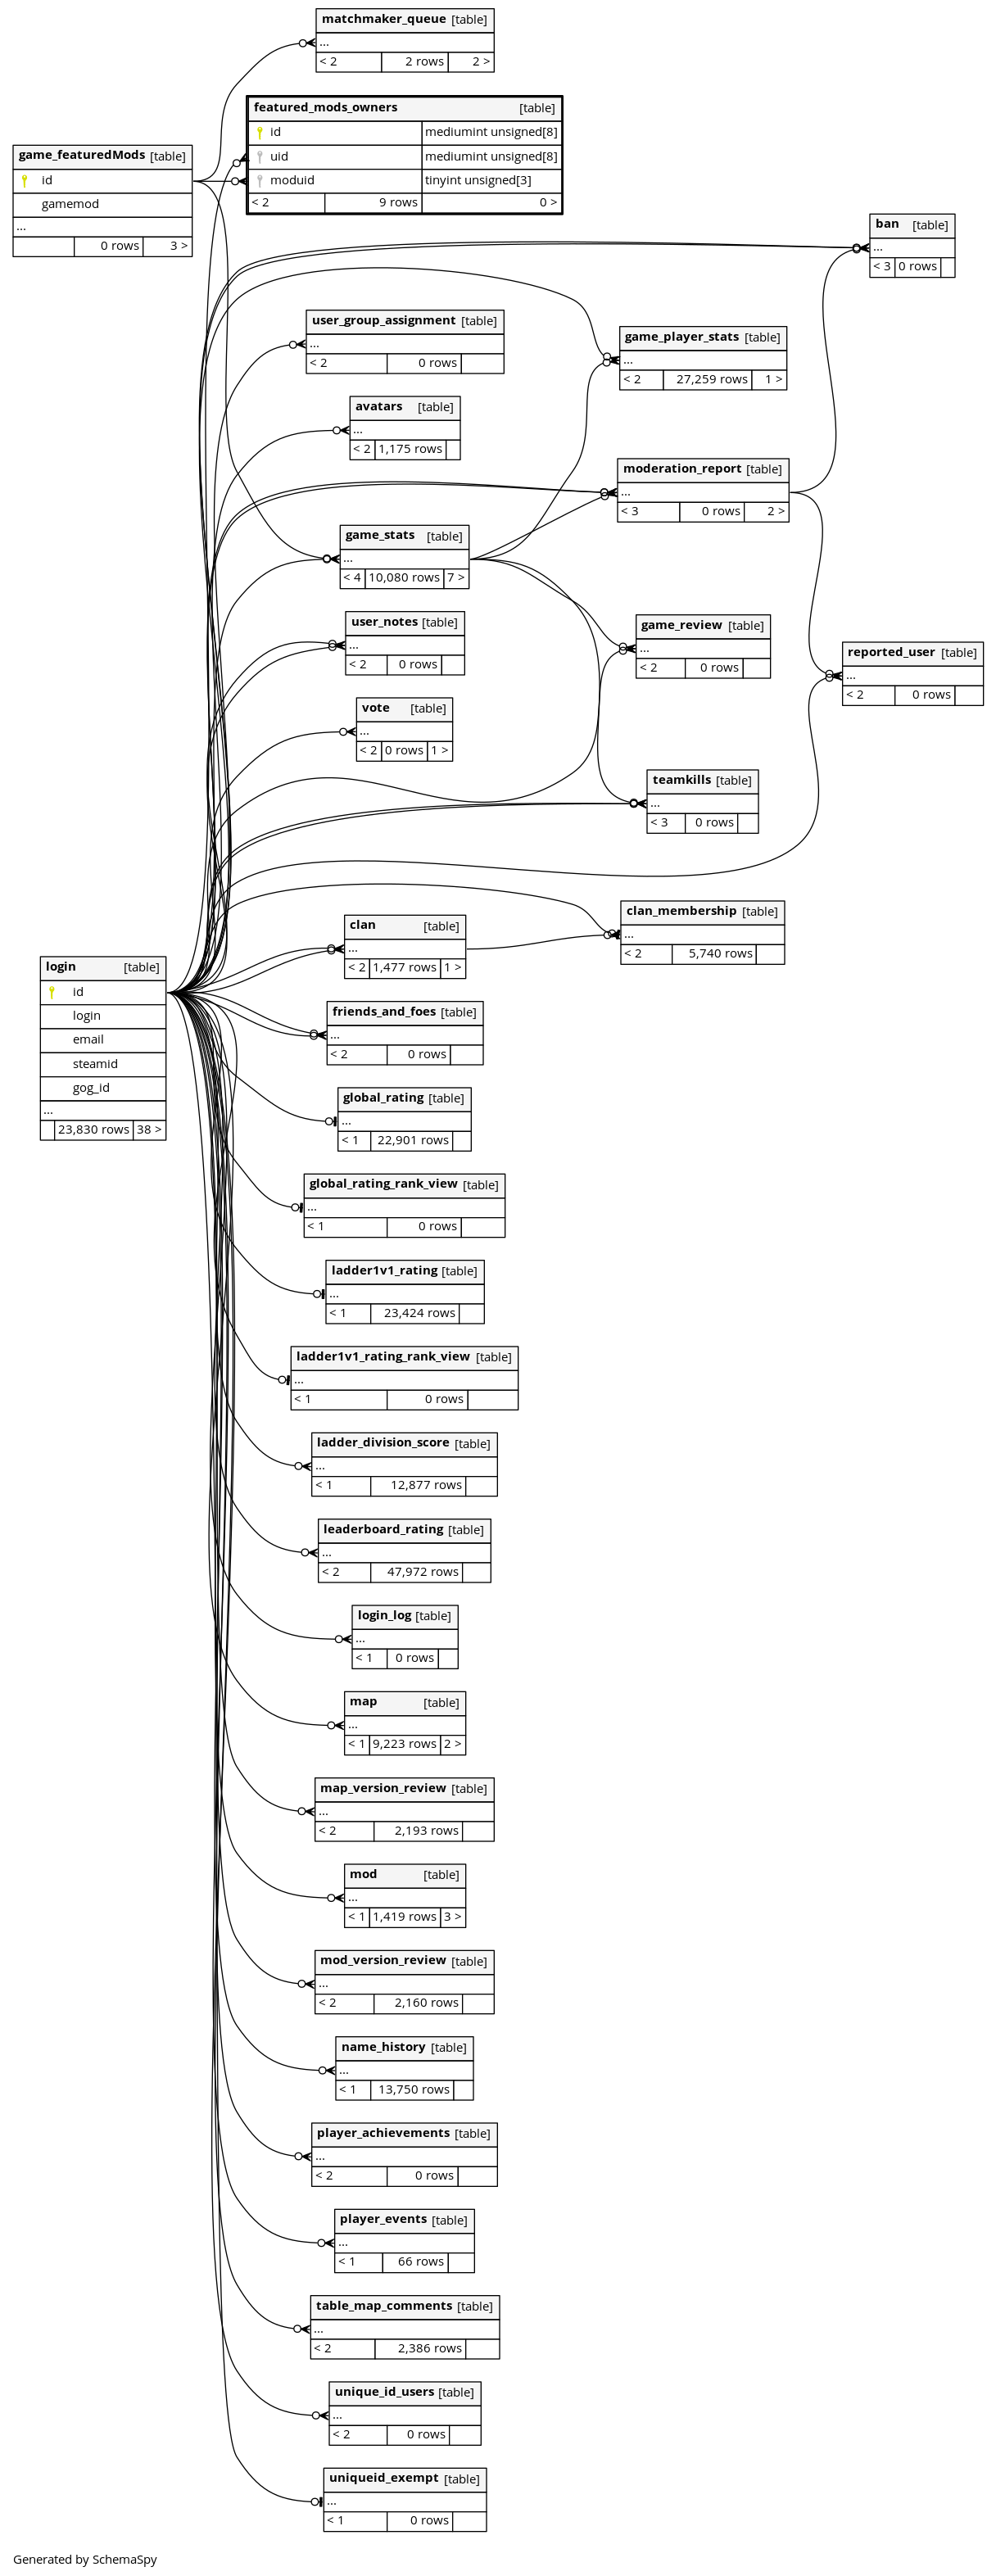 matchmaker_queue [table]
...
< 2 2 rows 2 >
featured_mods_owners [table]
id mediumint unsigned[8]
uid mediumint unsigned[8]
moduid tinyint unsigned[3]
< 2 9 rows 0 >
game_featuredMods [table]
id
gamemod
...
0 rows 3 >
ban [table]
...
< 3 0 rows
user_group_assignment [table]
...
< 2 0 rows
game_player_stats [table]
...
< 2 27,259 rows 1 >
avatars [table]
...
< 2 1,175 rows
moderation_report [table]
...
< 3 0 rows 2 >
game_stats [table]
...
< 4 10,080 rows 7 >
user_notes [table]
...
< 2 0 rows
game_review [table]
...
< 2 0 rows
reported_user [table]
...
< 2 0 rows
vote [table]
...
< 2 0 rows 1 >
teamkills [table]
...
< 3 0 rows
clan_membership [table]
...
< 2 5,740 rows
clan [table]
...
< 2 1,477 rows 1 >
login [table]
id
login
email
steamid
gog_id
...
23,830 rows 38 >
friends_and_foes [table]
...
< 2 0 rows
global_rating [table]
...
< 1 22,901 rows
global_rating_rank_view [table]
...
< 1 0 rows
ladder1v1_rating [table]
...
< 1 23,424 rows
ladder1v1_rating_rank_view [table]
...
< 1 0 rows
ladder_division_score [table]
...
< 1 12,877 rows
leaderboard_rating [table]
...
< 2 47,972 rows
login_log [table]
...
< 1 0 rows
map [table]
...
< 1 9,223 rows 2 >
map_version_review [table]
...
< 2 2,193 rows
mod [table]
...
< 1 1,419 rows 3 >
mod_version_review [table]
...
< 2 2,160 rows
name_history [table]
...
< 1 13,750 rows
player_achievements [table]
...
< 2 0 rows
player_events [table]
...
< 1 66 rows
table_map_comments [table]
...
< 2 2,386 rows
unique_id_users [table]
...
< 2 0 rows
uniqueid_exempt [table]
...
< 1 0 rows
Generated by SchemaSpy